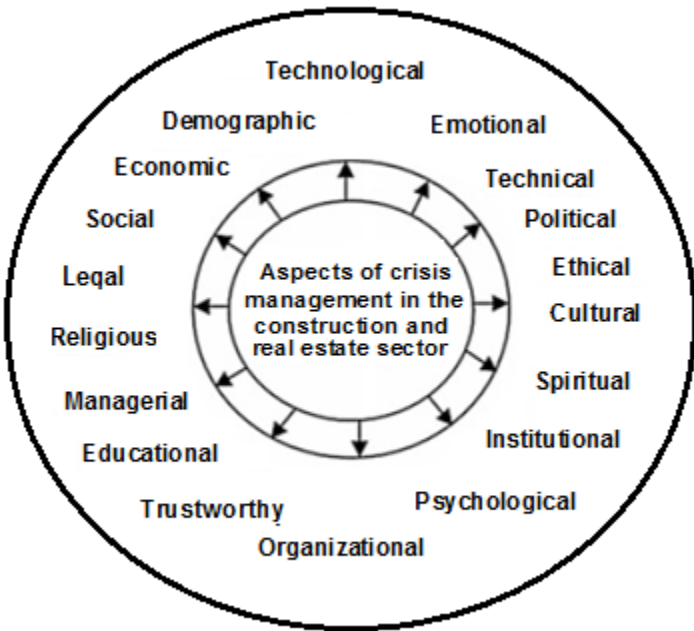 Technological
Demographic
Emotional
Economic
Technical
Social
Political
Ethical
Leqal
Cultural
Religious
Aspects of crisis
management in the
construction and
real estate sector
Spiritual
Managerial
Institutional
Educational
Psychological
Trustworthy
Organizational